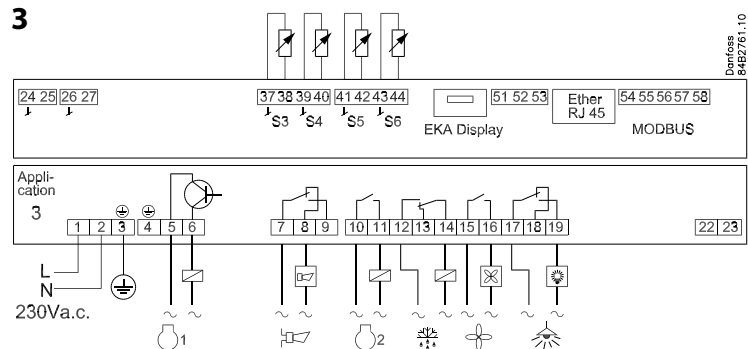 3
Danfoss
84B2761.10
24 25 26 27
37 38 39 40 41 42 43 44
51 52 53
Ether
RJ 45
54 55 56 57 58
S3 S4 S5 S6
EKA Display
MODBUS
Appli-
cation
3
1 2 3 4 5 6 7 8 9 10 11 12 13 14 15 16 17 18 19 22 23
L
N
230Va.c.
1 2